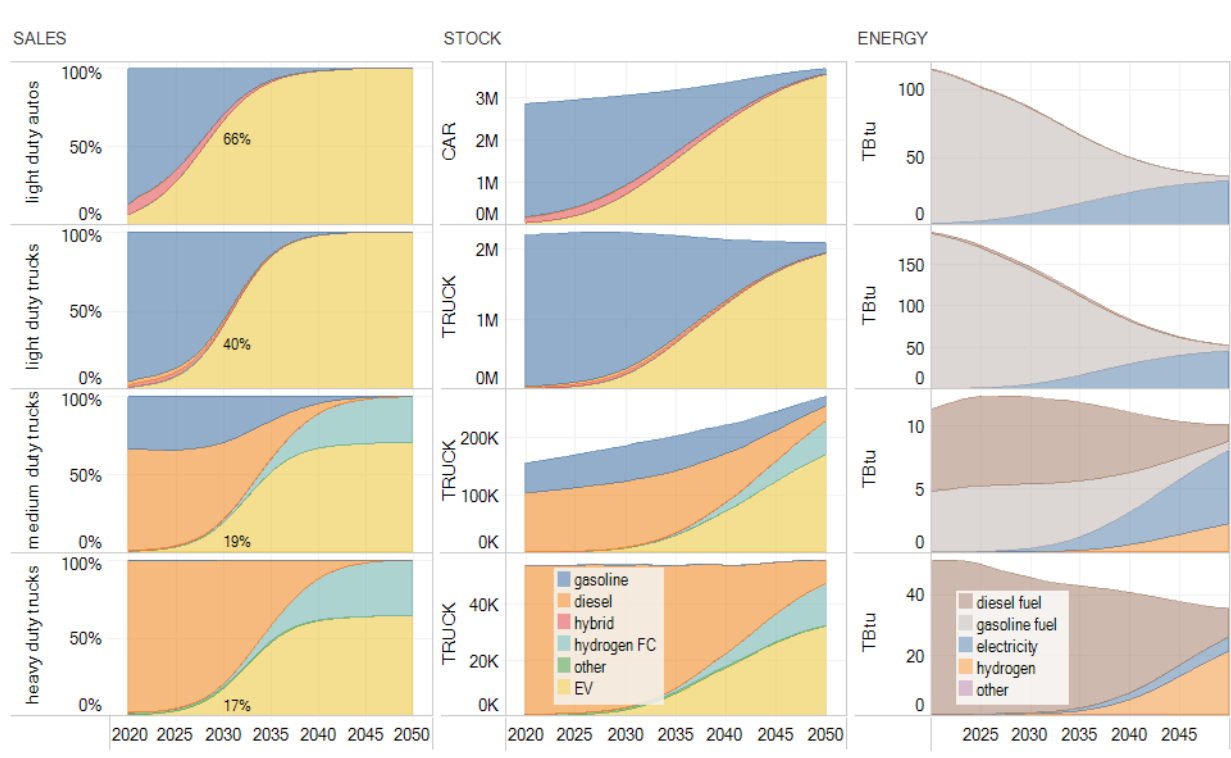 SALES
STOCK
ENERGY
light duty autos
100%
50%
0%
66%
CAR
3M
2M
1M
0M
TBtu
100
50
0
light duty trucks
100%
50%
0%
40%
TRUCK
2M
1M
0M
TBtu
150
100
50
0
medium duty trucks
100%
50%
0%
19%
TRUCK
200K
100K
0K
TBtu
10
5
0
heavy duty trucks
100%
50%
0%
17%
TRUCK
40K
20K
0K
gasoline
diesel
hybrid
hydrogen FC
other
EV
TBtu
40
20
0
diesel fuel
gasoline fuel
electricity
hydrogen
other
2020 2025 2030 2035 2040 2045 2050
2020 2025 2030 2035 2040 2045 2050
2025 2030 2035 2040 2045